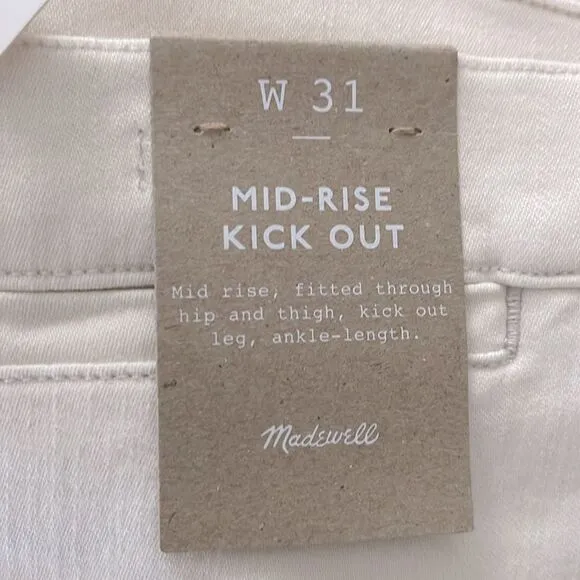 W 31
MID-RISE
KICK OUT
Mid rise, fitted through
hip and thigh, kick out
leg, ankle-length.
Madewell